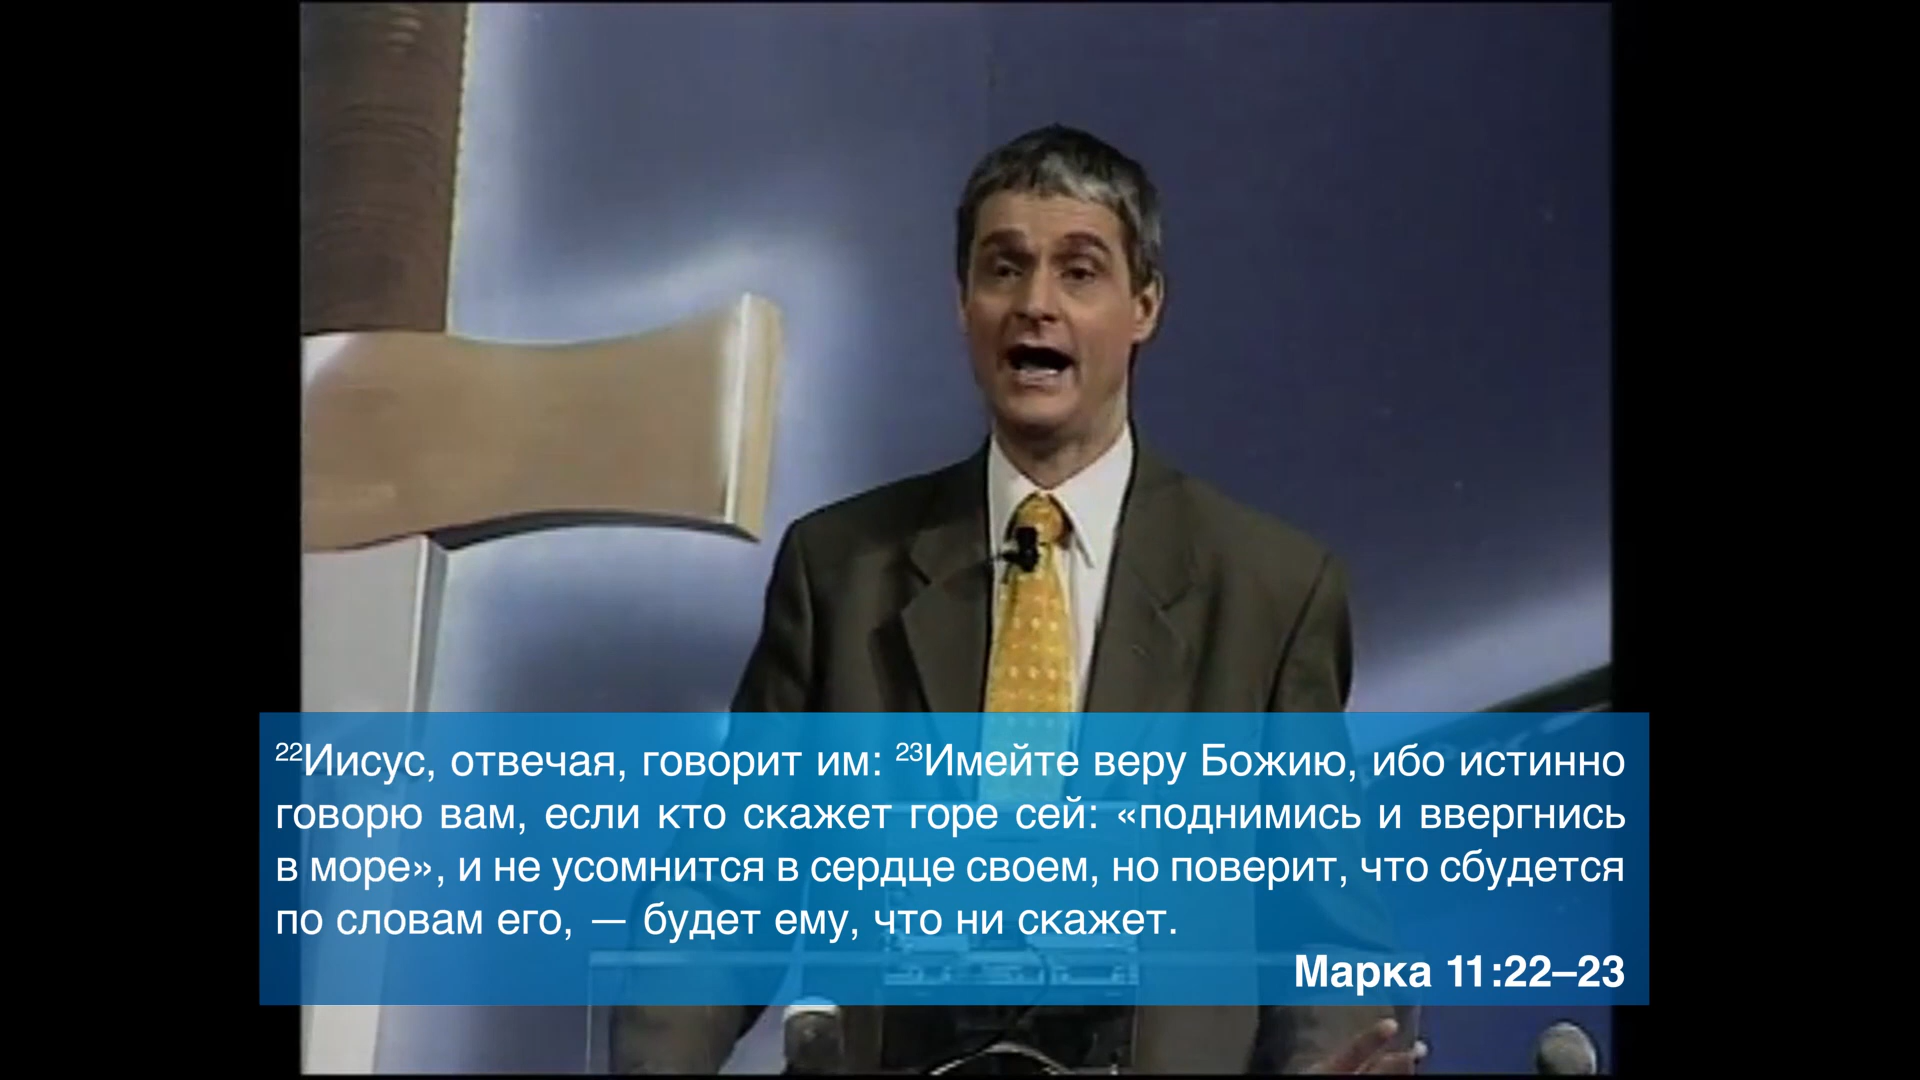 ²²Иисус, отвечая, говорит им: ²³Имейте веру Божию, ибо истинно
говорю вам, если кто скажет горе сей: «поднимись и ввергнись
в море», и не усомнится в сердце своем, но поверит, что сбудется
по словам его, — будет ему, что ни скажет.
Марка 11:22–23